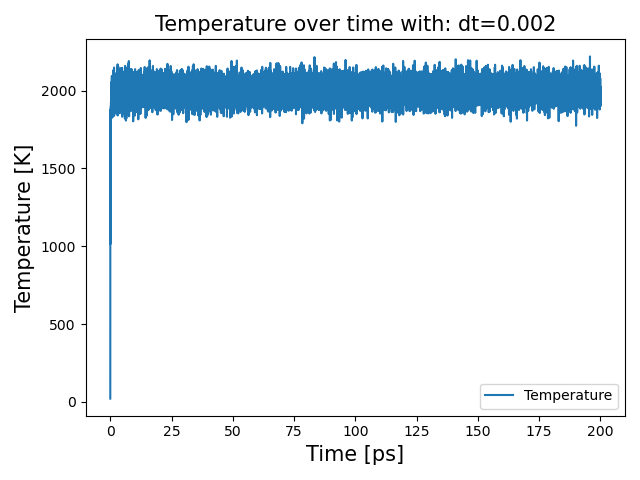 Temperature over time with: dt=0.002
Temperature [K]
2000
1500
1000
500
0
Temperature
0 25 50 75 100 125 150 175 200
Time [ps]